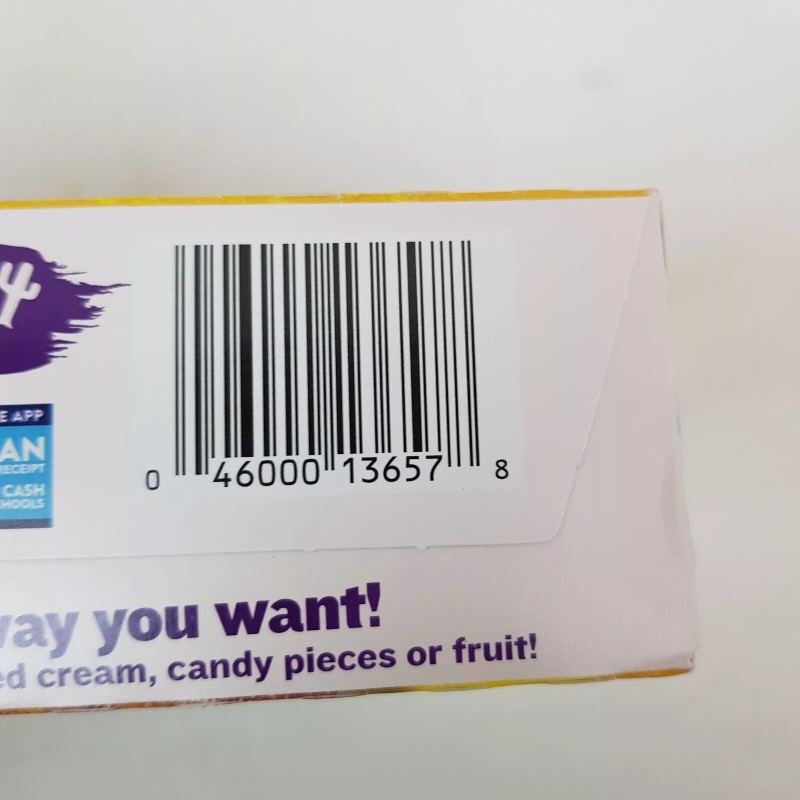 E APP
AN
RECEIPT
CASH
HOOLS
0 46000 13657 8
way you want!
ed cream, candy pieces or fruit!